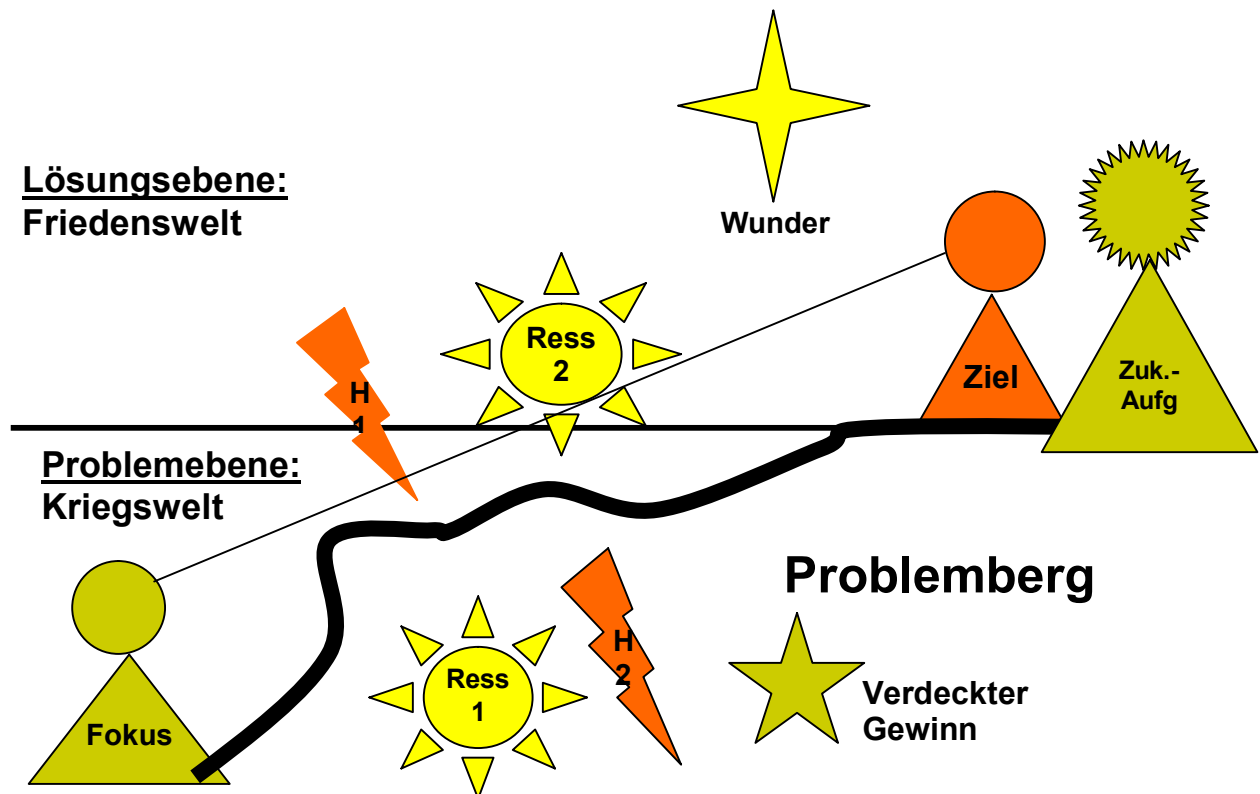 Wunder
Lösungsebene:
Friedenswelt
Ress
2
H
1
Ziel
Zuk.-
Aufg
Problemebene:
Kriegswelt
Problemberg
H
2
Ress
1
Verdeckter
Gewinn
Fokus